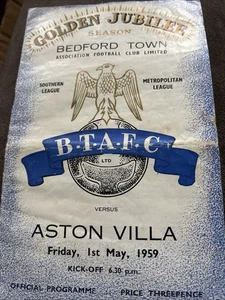 GOLDEN JUBILEE
SEASON
BEDFORD TOWN
ASSOCIATION FOOTBALL CLUB LIMITED
SOUTHERN
LEAGUE
METROPOLITAN
LEAGUE
B·T·A·F·C
LTD
VERSUS
ASTON VILLA
Friday, 1st May, 1959
KICK-OFF 6.30 p.m.
OFFICIAL PROGRAMME
PRICE THREEPENCE